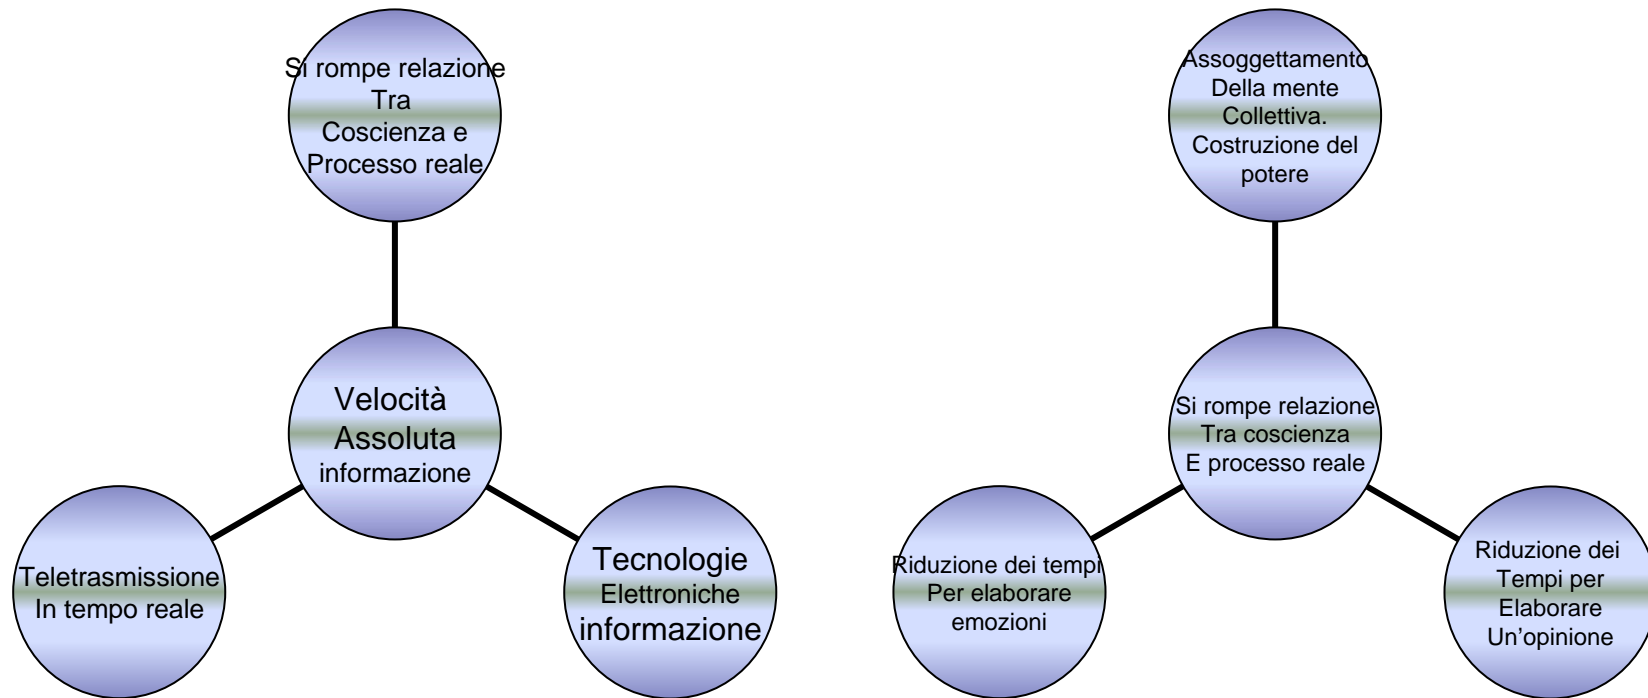 Si rompe relazione
Tra
Coscienza e
Processo reale
Velocità
Assoluta
informazione
Teletrasmissione
In tempo reale
Tecnologie
Elettroniche
informazione
Assoggettamento
Della mente
Collettiva.
Costruzione del
potere
Si rompe relazione
Tra coscienza
E processo reale
Riduzione dei tempi
Per elaborare
emozioni
Riduzione dei
Tempi per
Elaborare
Un’opinione